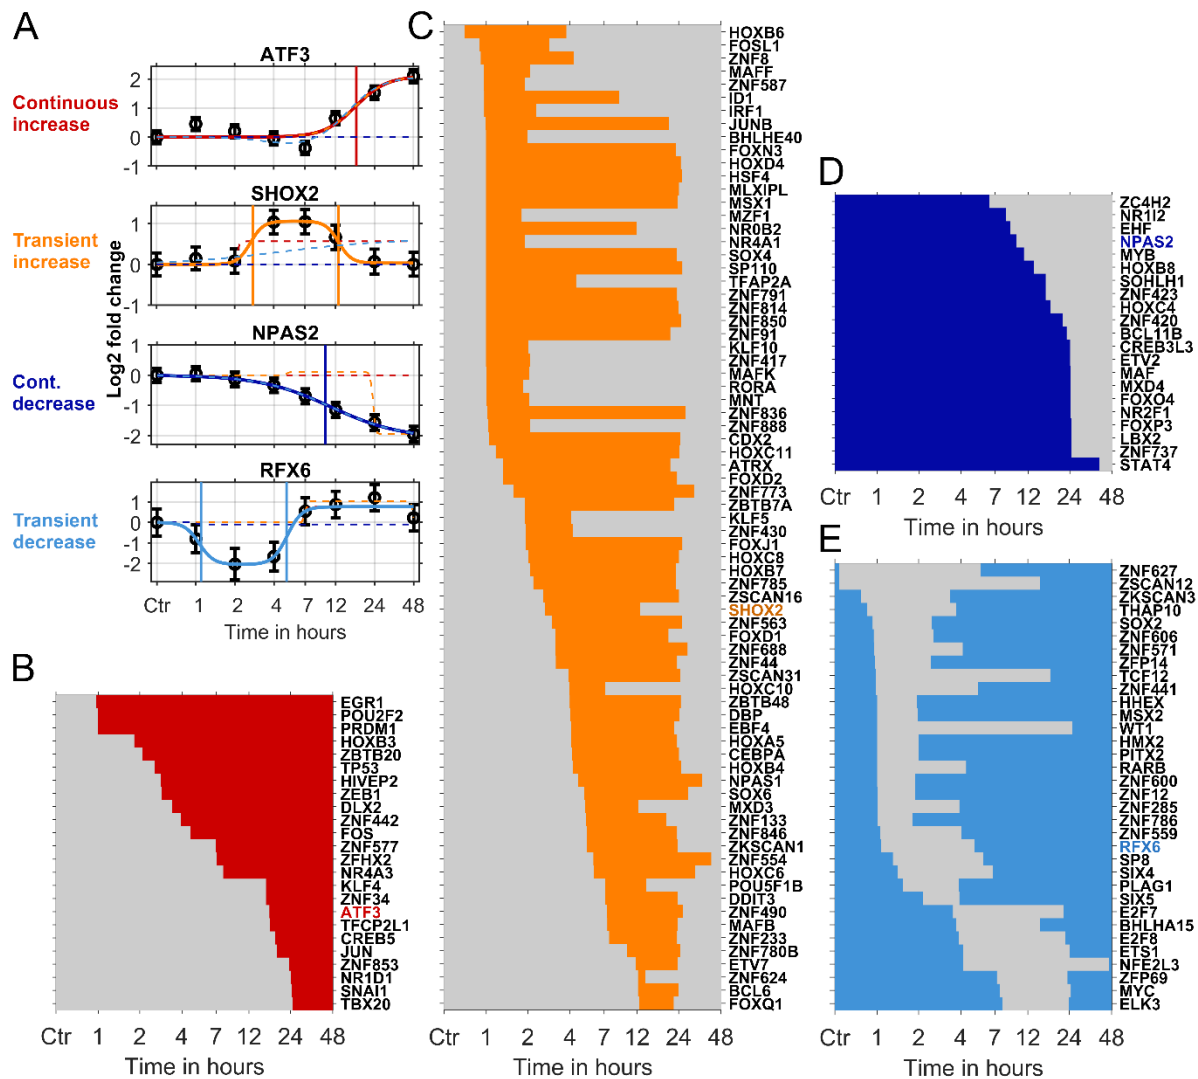 A
ATF3
Continuous
increase
2
1
0
-1
SHOX2
Transient
increase
1
0
-1
Log2 fold change
NPAS2
Cont.
decrease
1
0
-1
-2
RFX6
Transient
decrease
1
0
-1
-2
Ctr 1 2 4 7 12 24 48
Time in hours
B
EGR1
POU2F2
PRDM1
HOXB3
ZBTB20
TP53
HIVEP2
ZEB1
DLX2
ZNF442
FOS
ZNF577
ZFHX2
NR4A3
KLF4
ZNF34
ATF3
TFCP2L1
CREB5
JUN
ZNF853
NR1D1
SNAI1
TBX20
Ctr 1 2 4 7 12 24 48
Time in hours
C
HOXB6
FOSL1
ZNF8
MAFF
ZNF587
ID1
IRF1
JUNB
BHLHE40
FOXN3
HOXD4
HSF4
MLXIPL
MSX1
MZF1
NR0B2
NR4A1
SOX4
SP110
TFAP2A
ZNF791
ZNF814
ZNF850
ZNF91
KLF10
ZNF417
MAFK
RORA
MNT
ZNF836
ZNF888
CDX2
HOXC11
ATRX
FOXD2
ZNF773
ZBTB7A
KLF5
ZNF430
FOXJ1
HOXC8
HOXB7
ZNF785
ZSCAN16
SHOX2
ZNF563
FOXD1
ZNF688
ZNF44
ZSCAN31
HOXC10
ZBTB48
DBP
EBF4
HOXA5
CEBPA
HOXB4
NPAS1
SOX6
MXD3
ZNF133
ZNF846
ZKSCAN1
ZNF554
HOXC6
POU5F1B
DDIT3
ZNF490
MAFB
ZNF233
ZNF780B
ETV7
ZNF624
BCL6
FOXQ1
Ctr 1 2 4 7 12 24 48
Time in hours
D
ZC4H2
NR1I2
EHF
NPAS2
MYB
HOXB8
SOHLH1
ZNF423
HOXC4
ZNF420
BCL11B
CREB3L3
ETV2
MAF
MXD4
FOXO4
NR2F1
FOXP3
LBX2
ZNF737
STAT4
Ctr 1 2 4 7 12 24 48
Time in hours
E
ZNF627
ZSCAN12
ZKSCAN3
THAP10
SOX2
ZNF606
ZNF571
ZFP14
TCF12
ZNF441
HHEX
MSX2
WT1
HMX2
PITX2
RARB
ZNF600
ZNF12
ZNF285
ZNF786
ZNF559
RFX6
SP8
SIX4
PLAG1
SIX5
E2F7
BHLHA15
E2F8
ETS1
NFE2L3
ZFP69
MYC
ELK3
Ctr 1 2 4 7 12 24 48
Time in hours